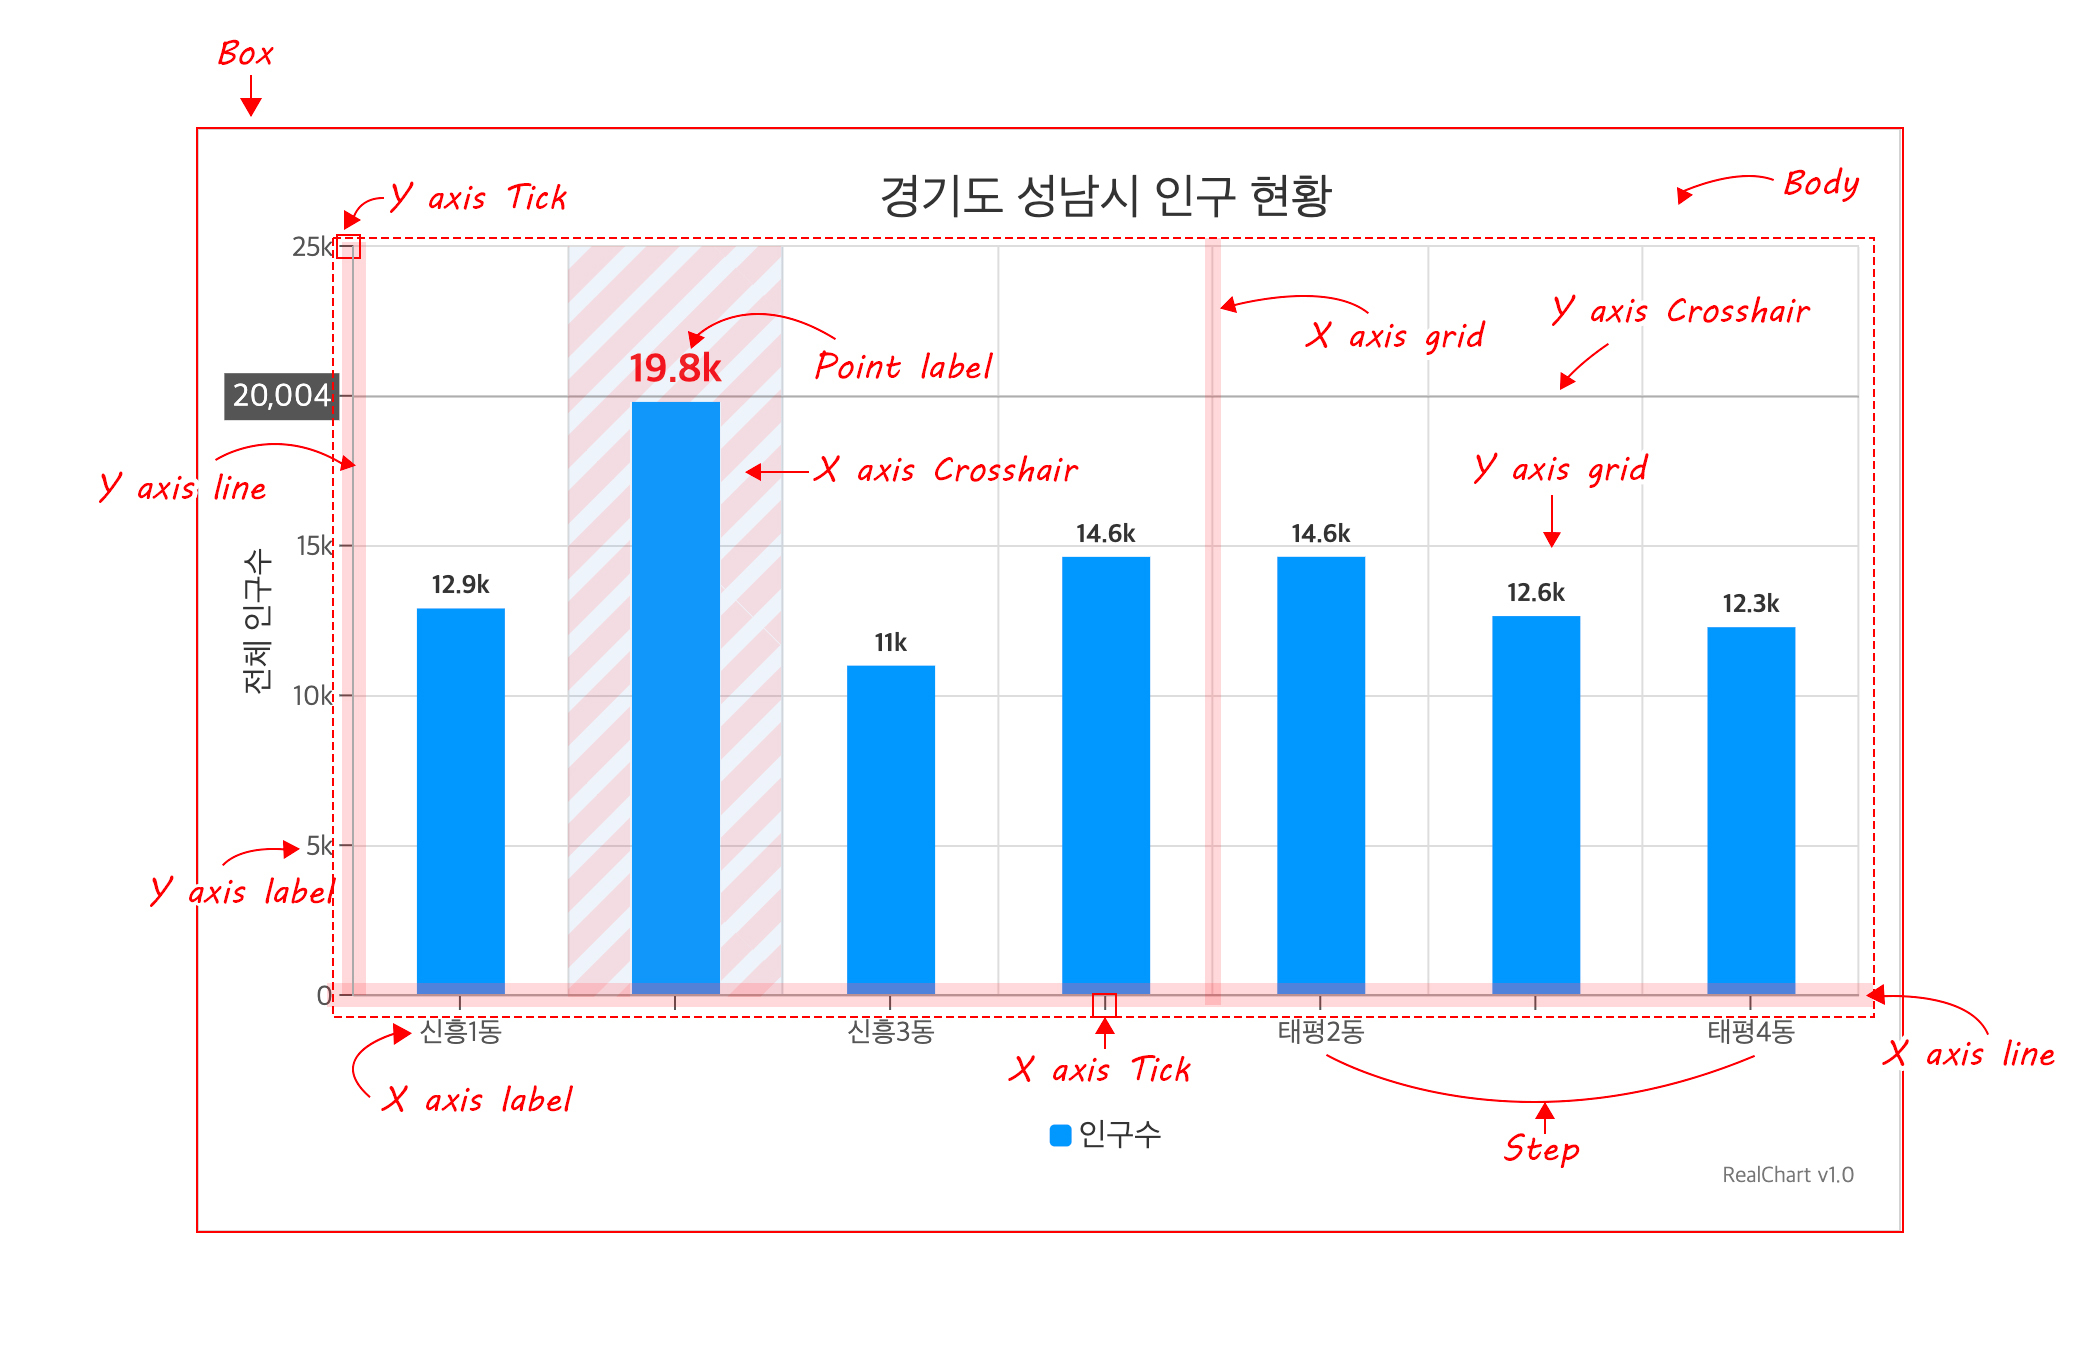 Box
경기도 성남시 인구 현황
Body
Y axis Tick
25k
Y axis Crosshair
X axis grid
Point label
19.8k
20,004
Y axis line
X axis Crosshair
Y axis grid
전체 인구수
15k
12.9k
11k
14.6k
14.6k
12.6k
12.3k
10k
5k
Y axis label
0
신흥1동
신흥3동
태평2동
태평4동
X axis line
X axis Tick
X axis label
인구수
Step
RealChart v1.0